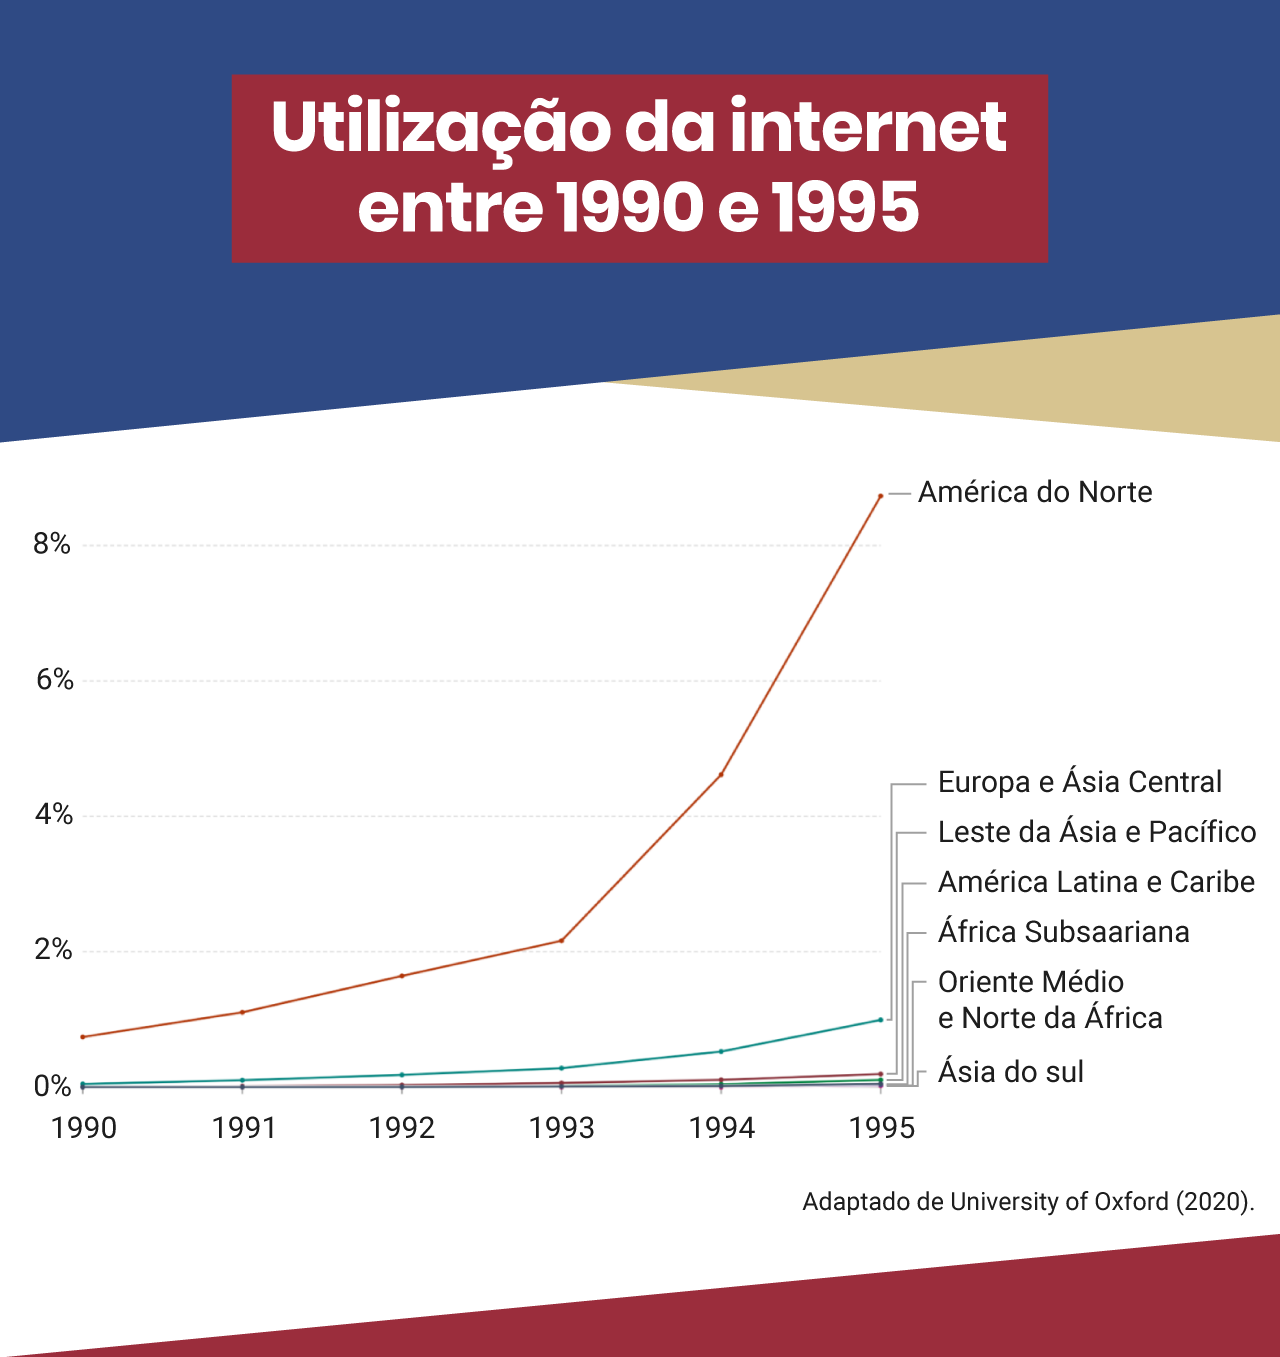 Utilização da internet
entre 1990 e 1995
América do Norte
8%
6%
4%
2%
0%
Europa e Ásia Central
Leste da Ásia e Pacífico
América Latina e Caribe
África Subsaariana
Oriente Médio
e Norte da África
Ásia do sul
1990 1991 1992 1993 1994 1995
Adaptado de University of Oxford (2020).